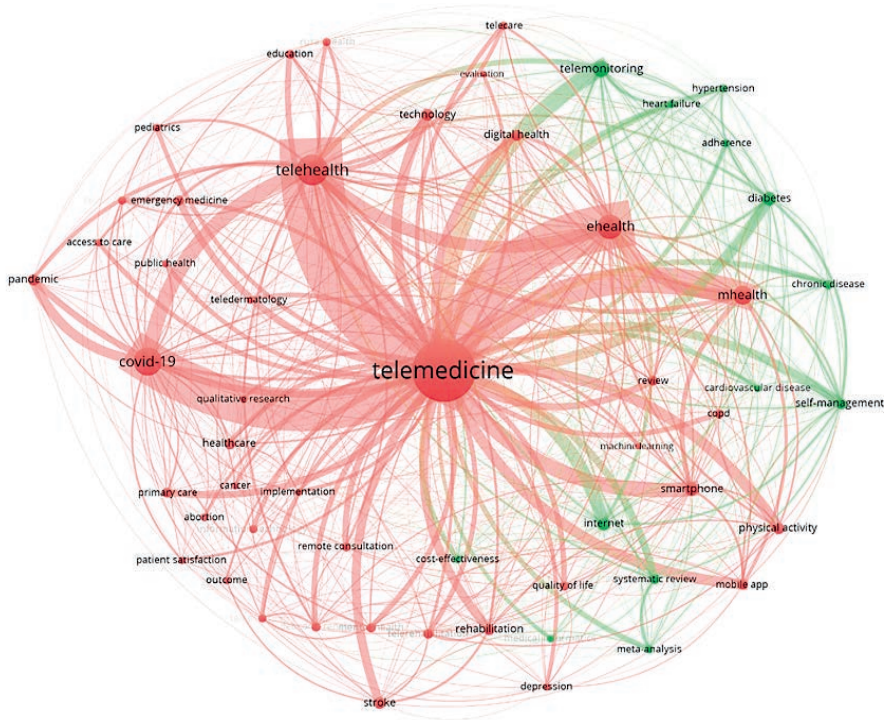 telecare
education
telemonitoring
evaluation
hypertension
heart failure
technology
digital health
pediatrics
adherence
telehealth
emergency medicine
diabetes
ehealth
access to care
public health
pandemic
chronic disease
mhealth
teledermatology
covid-19
telemedicine
review
cardiovascular disease
qualitative research
self-management
copd
healthcare
machine learning
cancer
primary care
implementation
smartphone
abortion
internet
physical activity
remote consultation
patient satisfaction
cost-effectiveness
outcome
quality of life
systematic review
mobile app
rehabilitation
meta-analysis
depression
stroke